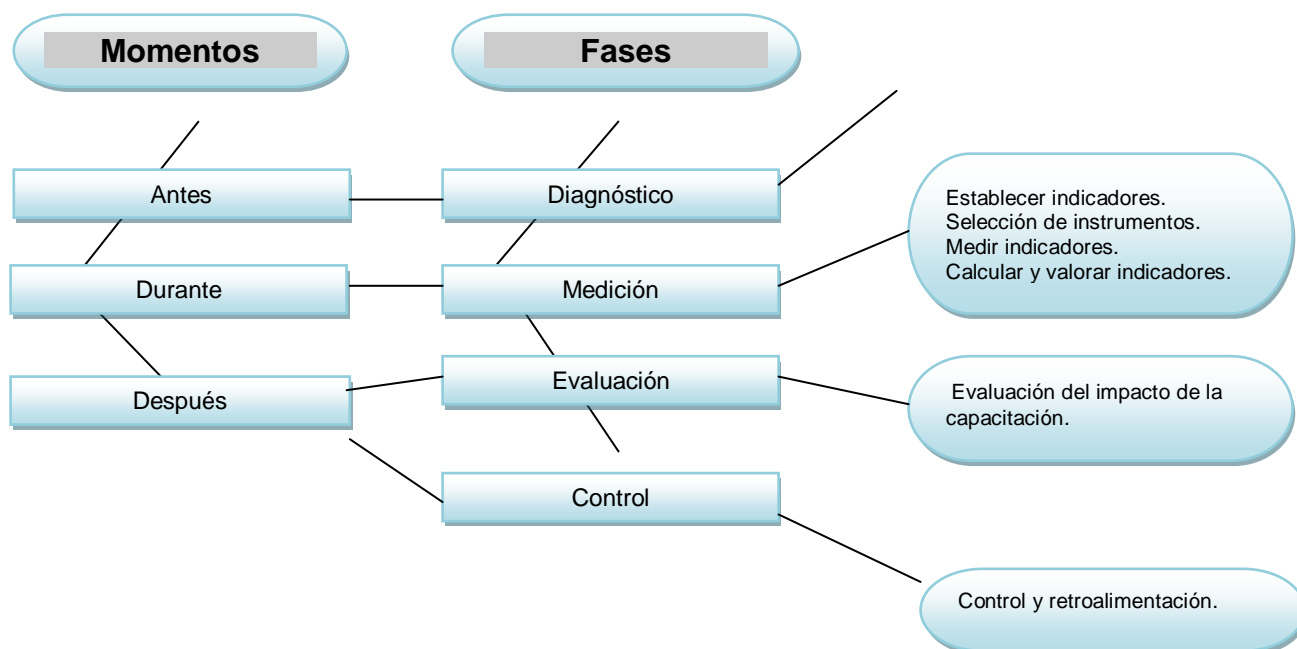 Momentos
Fases
Antes
Diagnóstico
Establecer indicadores.
Selección de instrumentos.
Medir indicadores.
Calcular y valorar indicadores.
Durante
Medición
Después
Evaluación
Evaluación del impacto de la
capacitación.
Control
Control y retroalimentación.